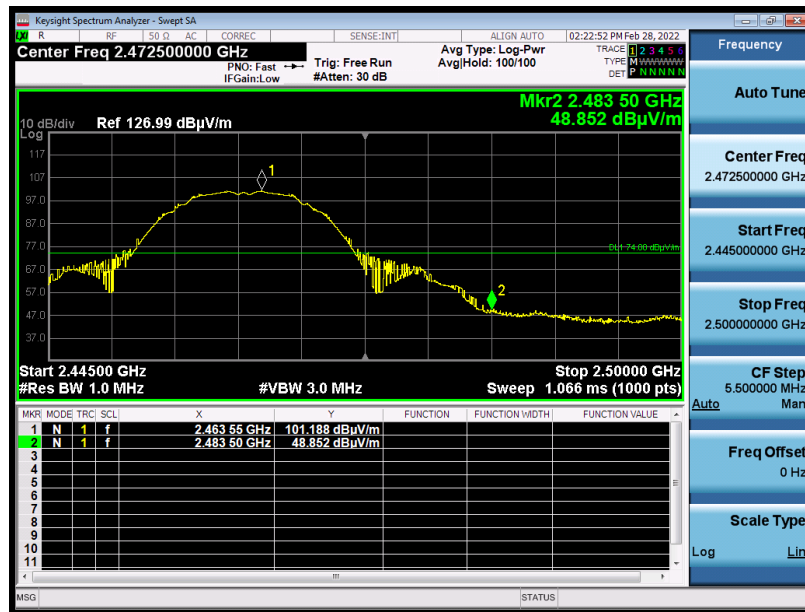 Keysight Spectrum Analyzer - Swept SA
LXI R RF 50 Ω AC CORREC SENSE:INT ALIGN AUTO 02:22:52 PM Feb 28, 2022
Center Freq 2.472500000 GHz
PNO: Fast
IFGain:Low
Trig: Free Run
#Atten: 30 dB
Avg Type: Log-Pwr
Avg|Hold: 100/100
TRACE 1 2 3 4 5 6
TYPE M WWWWW
DET P N N N N N
Mkr2 2.483 50 GHz
48.852 dBµV/m
10 dB/div Ref 126.99 dBµV/m
Log
117
107
97.0
87.0
77.0
67.0
57.0
47.0
37.0
1
DL1 74.00 dBµV/m
2
Start 2.44500 GHz Stop 2.50000 GHz
#Res BW 1.0 MHz #VBW 3.0 MHz Sweep 1.066 ms (1000 pts)
MKR MODE TRC SCL X Y FUNCTION FUNCTION WIDTH FUNCTION VALUE
1 N 1 f 2.463 55 GHz 101.188 dBµV/m
2 N 1 f 2.483 50 GHz 48.852 dBµV/m
3
4
5
6
7
8
9
10
11
MSG STATUS
Frequency
Auto Tune
Center Freq
2.472500000 GHz
Start Freq
2.445000000 GHz
Stop Freq
2.500000000 GHz
CF Step
5.500000 MHz
Auto Man
Freq Offset
0 Hz
Scale Type
Log Lin